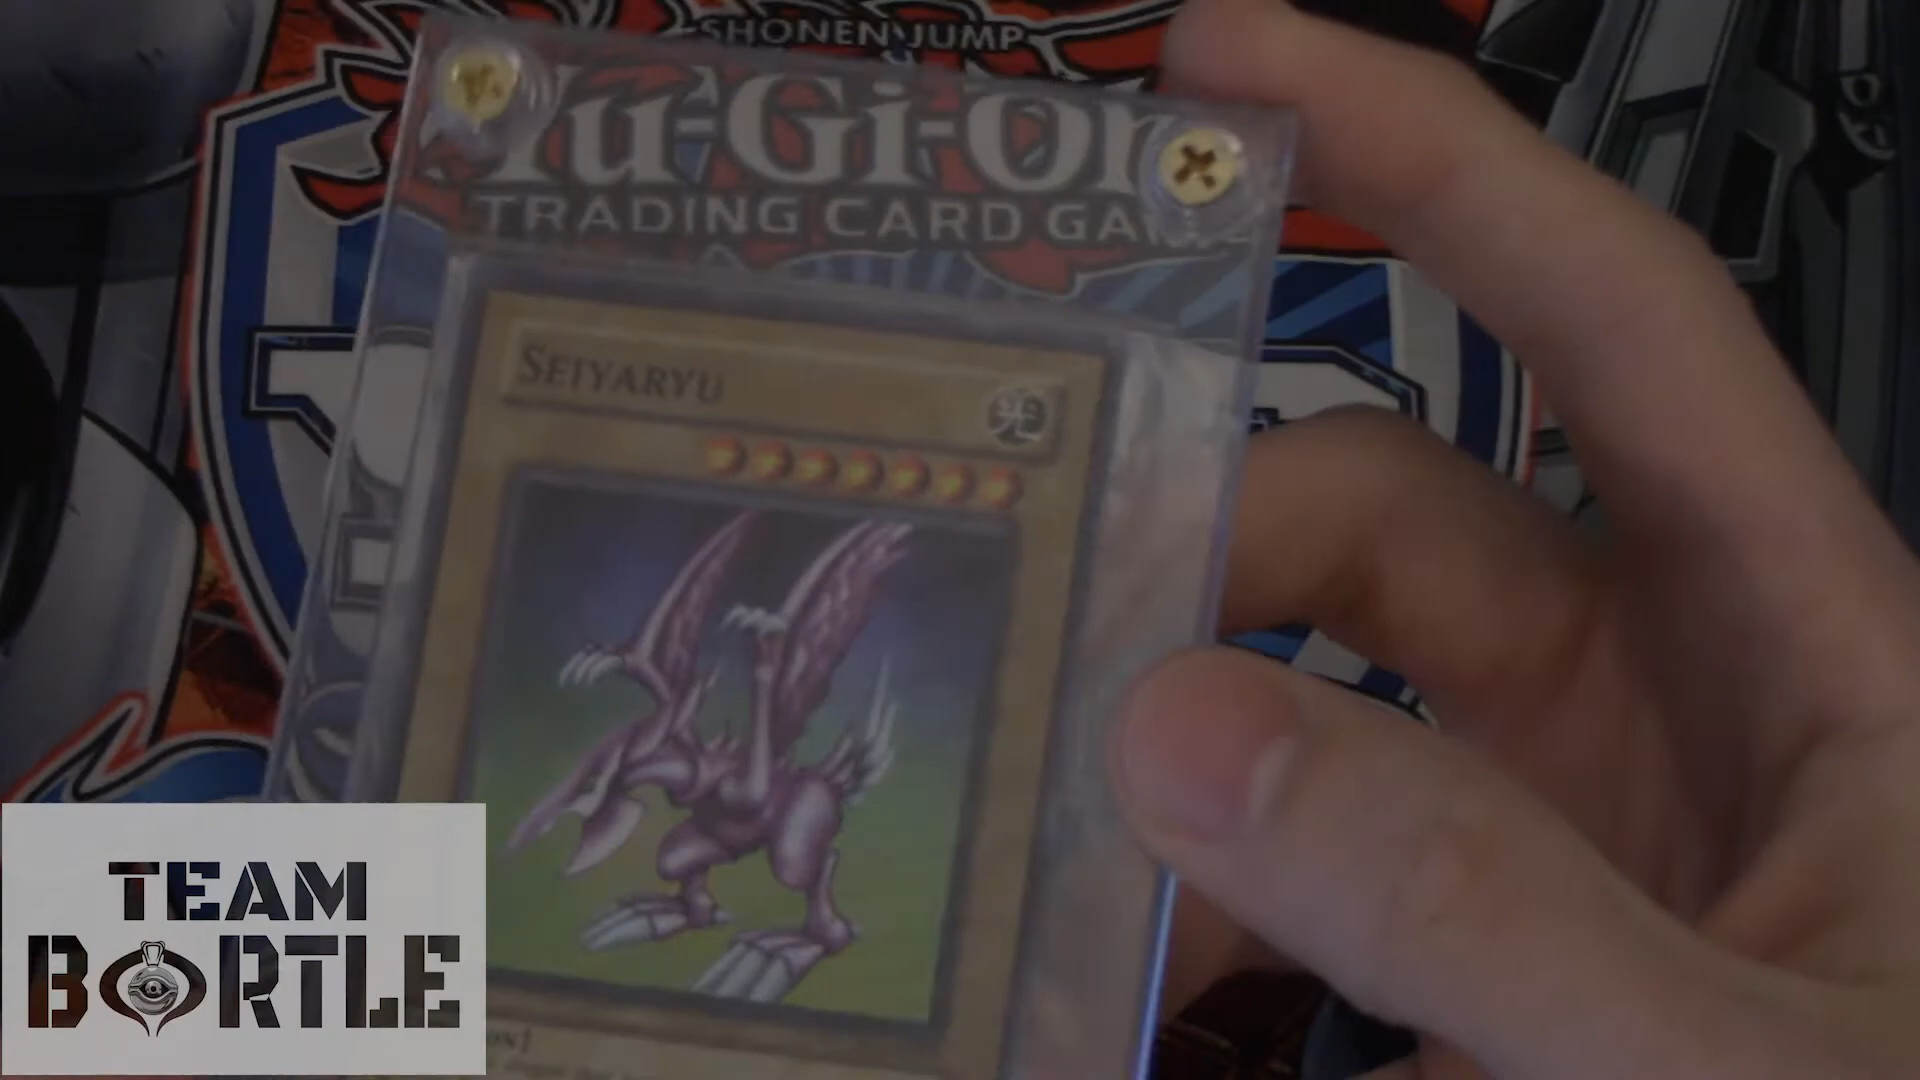 SHONEN JUMP
Yu-Gi-Oh
TRADING CARD GAME
SEIYARYU
光
TEAM
BORTLE